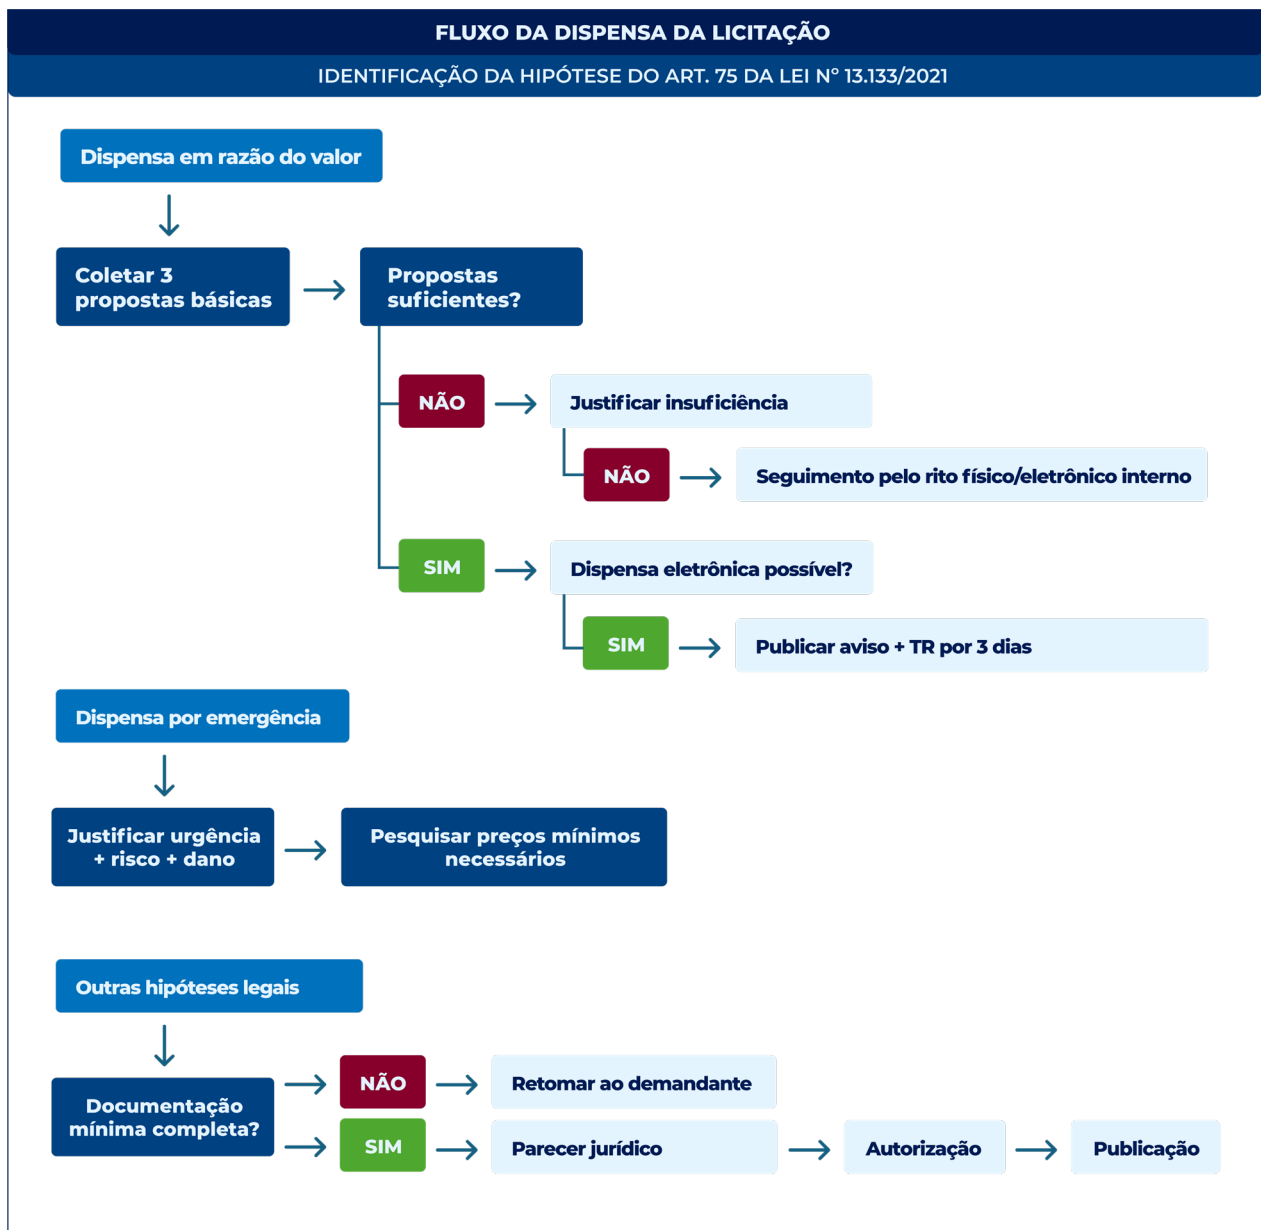 FLUXO DA DISPENSA DA LICITAÇÃO
IDENTIFICAÇÃO DA HIPÓTESE DO ART. 75 DA LEI Nº 13.133/2021
Dispensa em razão do valor
Coletar 3
propostas básicas
Propostas
suficientes?
NÃO
Justificar insuficiência
NÃO
Seguimento pelo rito físico/eletrônico interno
SIM
Dispensa eletrônica possível?
SIM
Publicar aviso + TR por 3 dias
Dispensa por emergência
Justificar urgência
+ risco + dano
Pesquisar preços mínimos
necessários
Outras hipóteses legais
Documentação
mínima completa?
NÃO
Retomar ao demandante
SIM
Parecer jurídico
Autorização
Publicação